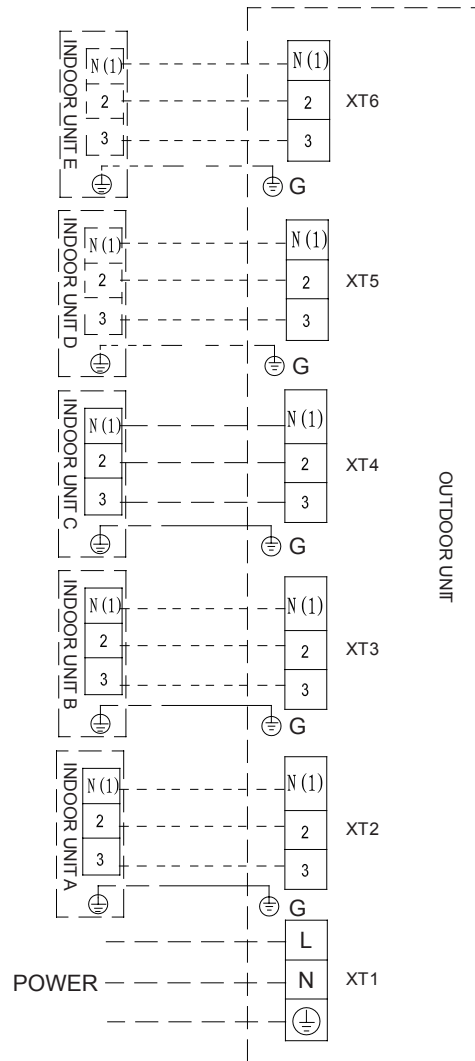 INDOOR UNIT E
N(1)
2
3
N(1)
2
3
XT6
G
INDOOR UNIT D
N(1)
2
3
N(1)
2
3
XT5
G
INDOOR UNIT C
N(1)
2
3
N(1)
2
3
XT4
G
INDOOR UNIT B
N(1)
2
3
N(1)
2
3
XT3
G
INDOOR UNIT A
N(1)
2
3
N(1)
2
3
XT2
G
POWER
L
N
XT1
OUTDOOR UNIT